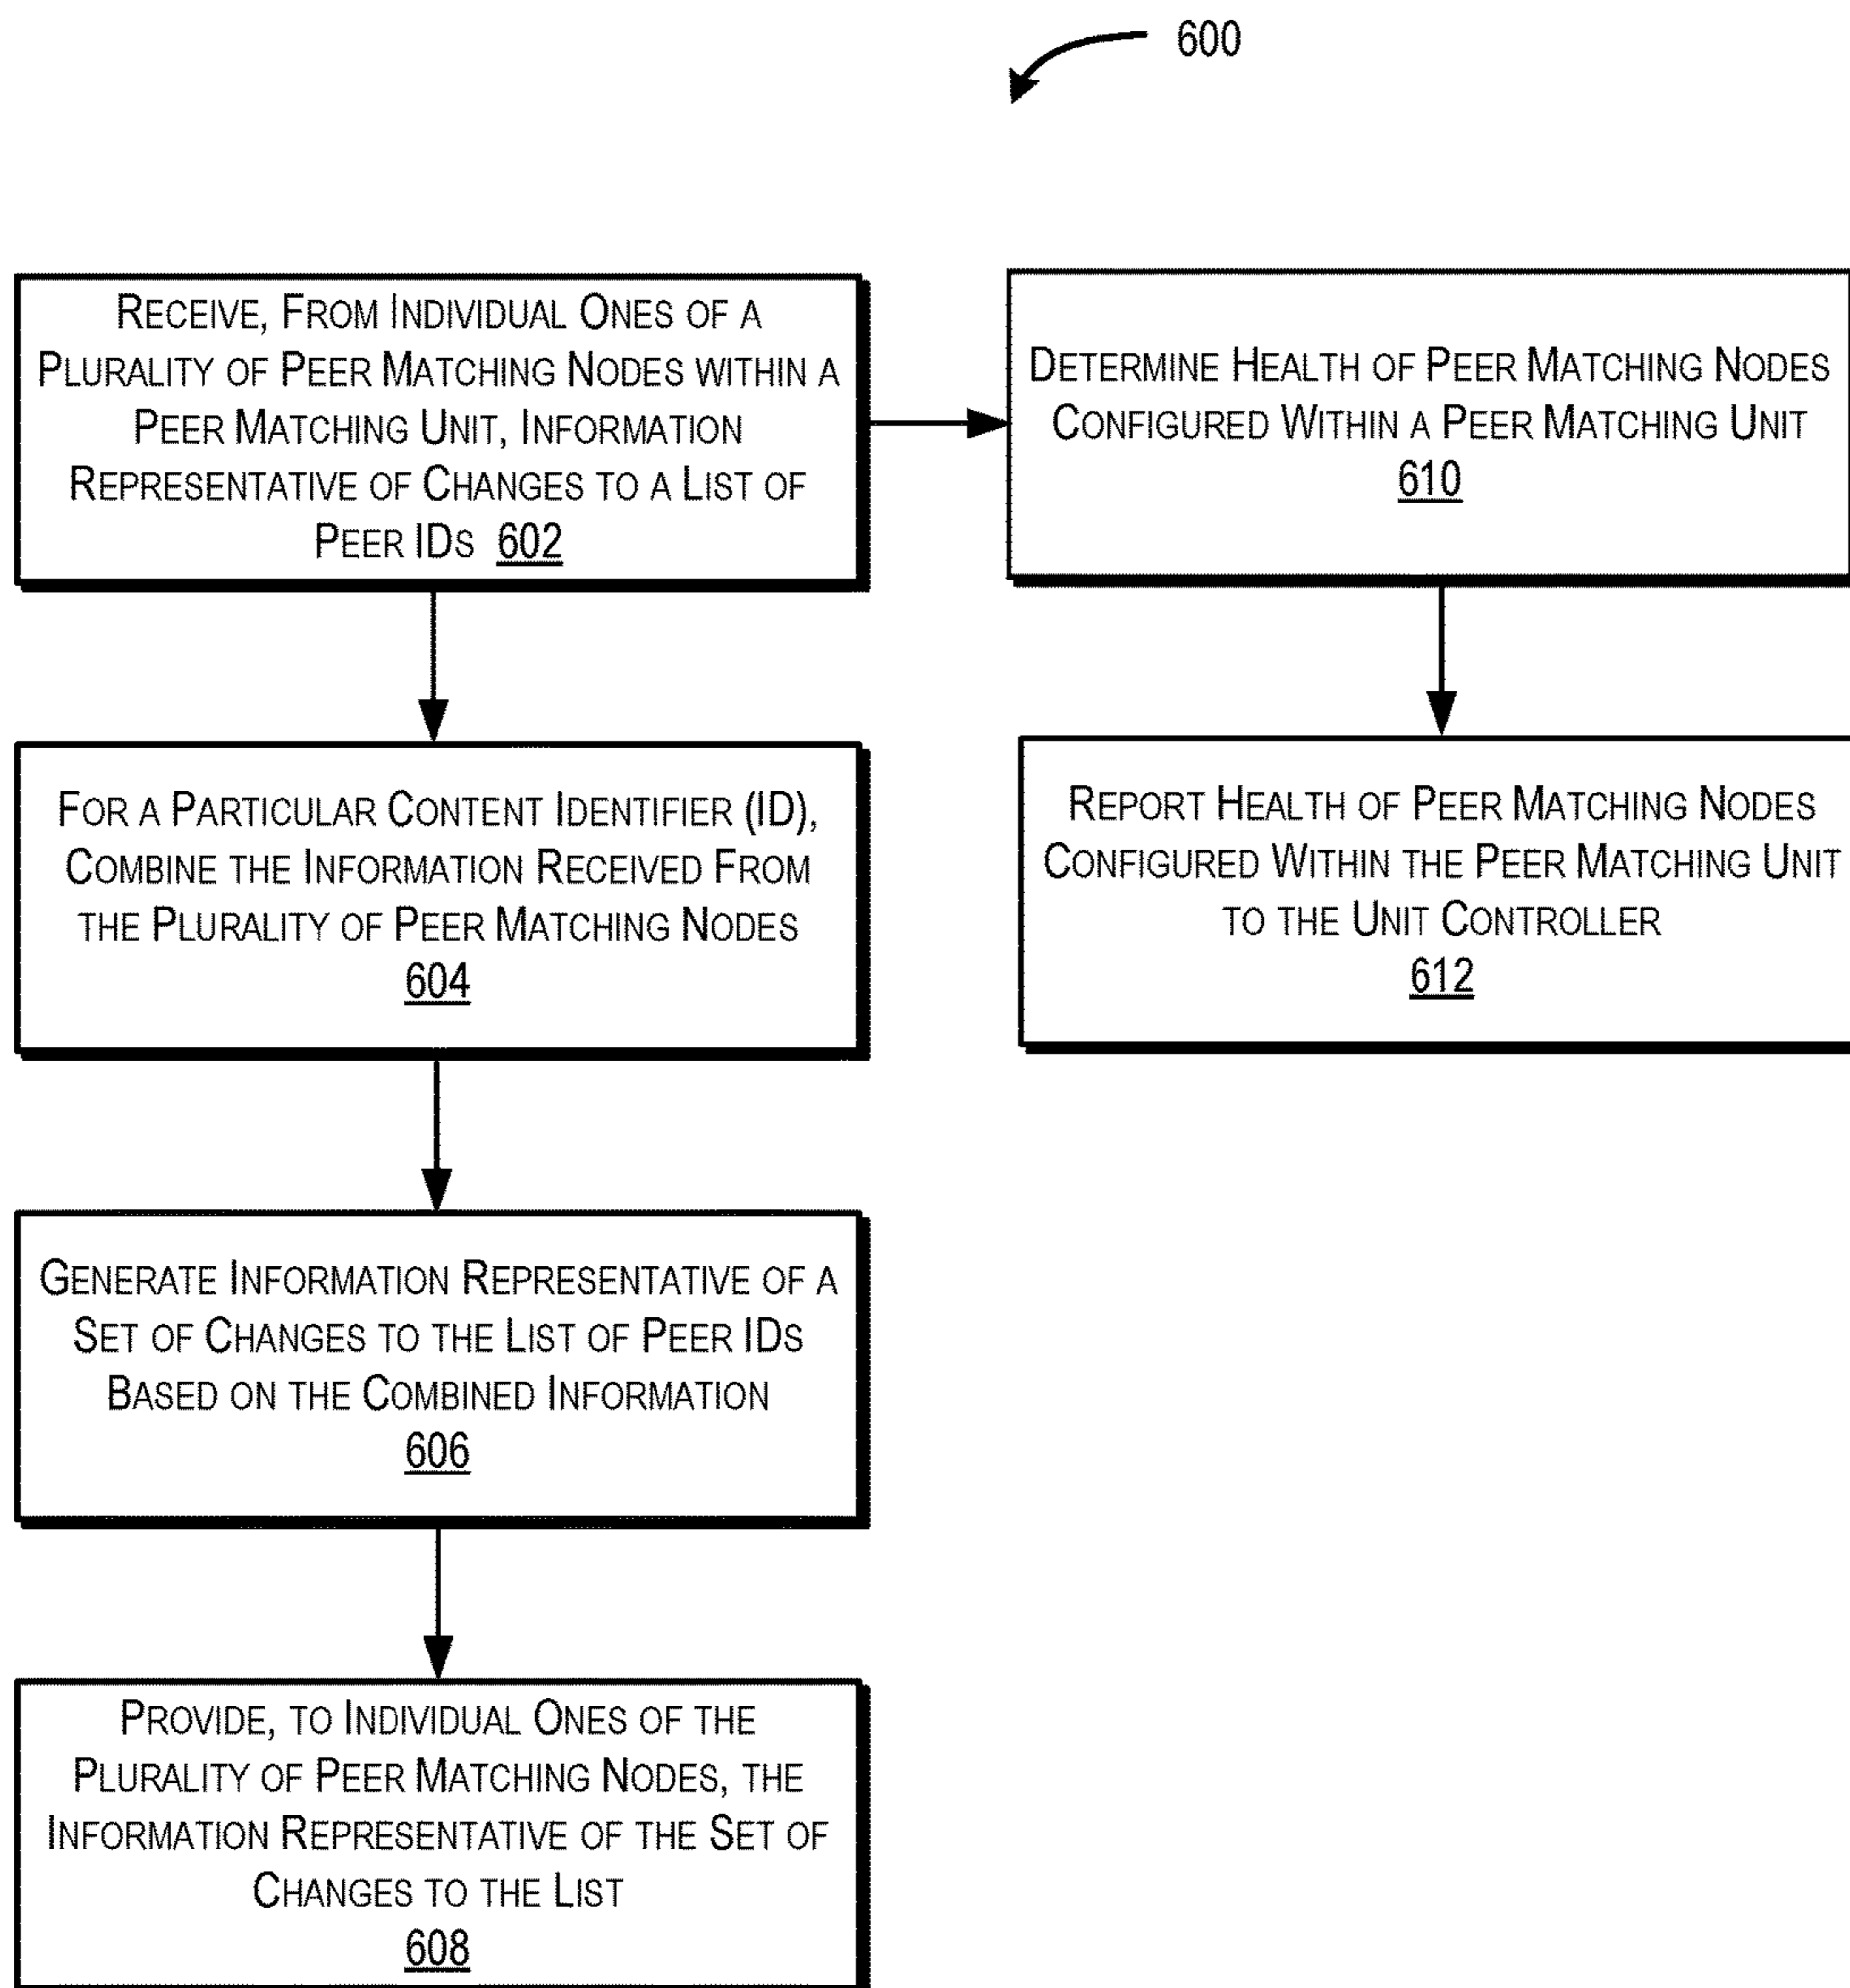 600
RECEIVE, FROM INDIVIDUAL ONES OF A
PLURALITY OF PEER MATCHING NODES WITHIN A
PEER MATCHING UNIT, INFORMATION
REPRESENTATIVE OF CHANGES TO A LIST OF
PEER IDS 602
DETERMINE HEALTH OF PEER MATCHING NODES
CONFIGURED WITHIN A PEER MATCHING UNIT
610
FOR A PARTICULAR CONTENT IDENTIFIER (ID),
COMBINE THE INFORMATION RECEIVED FROM
THE PLURALITY OF PEER MATCHING NODES
604
REPORT HEALTH OF PEER MATCHING NODES
CONFIGURED WITHIN THE PEER MATCHING UNIT
TO THE UNIT CONTROLLER
612
GENERATE INFORMATION REPRESENTATIVE OF A
SET OF CHANGES TO THE LIST OF PEER IDS
BASED ON THE COMBINED INFORMATION
606
PROVIDE, TO INDIVIDUAL ONES OF THE
PLURALITY OF PEER MATCHING NODES, THE
INFORMATION REPRESENTATIVE OF THE SET OF
CHANGES TO THE LIST
608